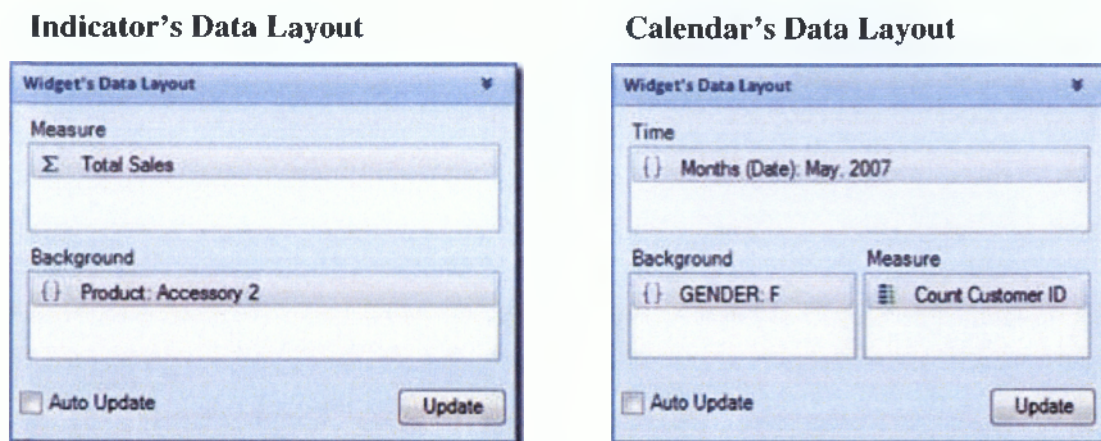 Indicator's Data Layout
Widget's Data Layout
Measure
Σ Total Sales
Background
{ } Product: Accessory 2
Auto Update
Update
Calendar's Data Layout
Widget's Data Layout
Time
{ } Months (Date): May, 2007
Background
Measure
{ } GENDER: F
Count Customer ID
Auto Update
Update